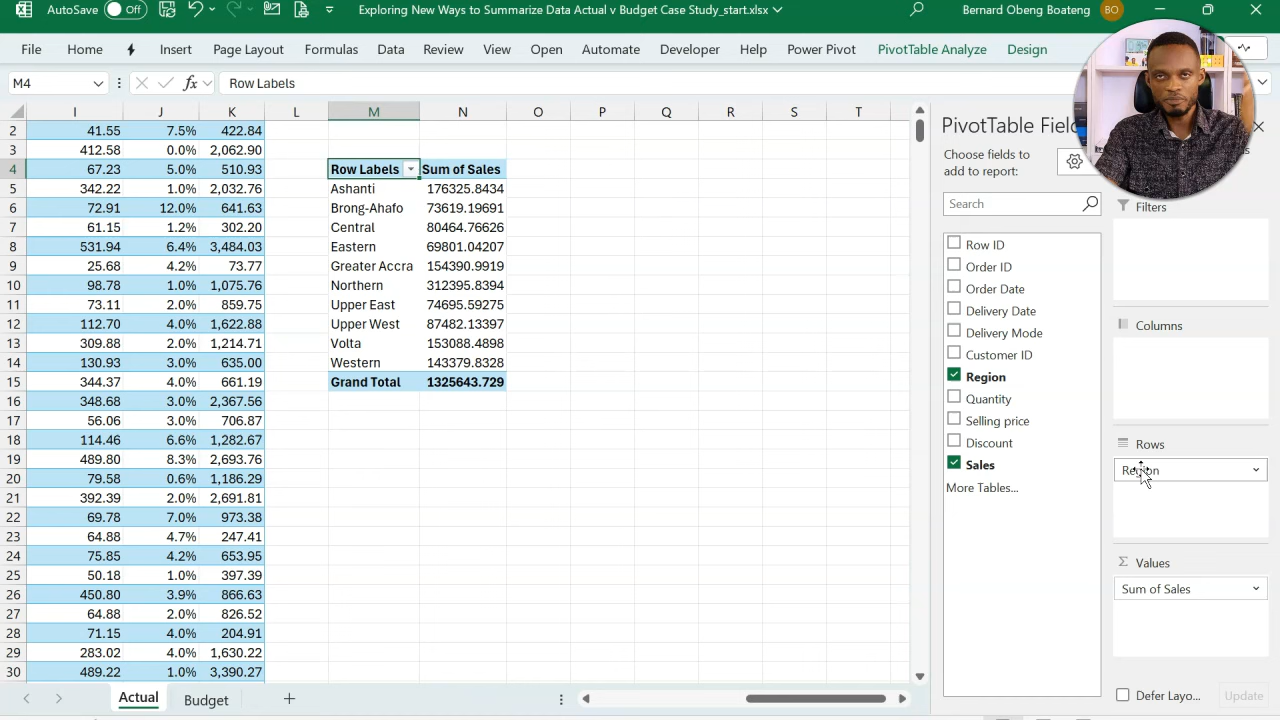 AutoSave Off Exploring New Ways to Summarize Data Actual v Budget Case Study_start.xlsx Bernard Obeng Boateng BO
File Home Insert Page Layout Formulas Data Review View Open Automate Developer Help Power Pivot PivotTable Analyze Design
M4 fx Row Labels
I J K L M N O P Q R S T
2 41.55 7.5% 422.84
3 412.58 0.0% 2,062.90
4 67.23 5.0% 510.93 Row Labels Sum of Sales
5 342.22 1.0% 2,032.76 Ashanti 176325.8434
6 72.91 12.0% 641.63 Brong-Ahafo 73619.19691
7 61.15 1.2% 302.20 Central 80464.76626
8 531.94 6.4% 3,484.03 Eastern 69801.04207
9 25.68 4.2% 73.77 Greater Accra 154390.9919
10 98.78 1.0% 1,075.76 Northern 312395.8394
11 73.11 2.0% 859.75 Upper East 74695.59275
12 112.70 4.0% 1,622.88 Upper West 87482.13397
13 309.88 2.0% 1,214.71 Volta 153088.4898
14 130.93 3.0% 635.00 Western 143379.8328
15 344.37 4.0% 661.19 Grand Total 1325643.729
16 348.68 3.0% 2,367.56
17 56.06 3.0% 706.87
18 114.46 6.6% 1,282.67
19 489.80 8.3% 2,693.76
20 79.58 0.6% 1,186.29
21 392.39 2.0% 2,691.81
22 69.78 7.0% 973.38
23 64.88 4.7% 247.41
24 75.85 4.2% 653.95
25 50.18 1.0% 397.39
26 450.80 3.9% 866.63
27 64.88 2.0% 826.52
28 71.15 4.0% 204.91
29 283.02 4.0% 1,630.22
30 489.22 1.0% 3,390.27
Actual Budget
PivotTable
Choose fields to
add to report:
Search
Row ID
Order ID
Order Date
Delivery Date
Delivery Mode
Customer ID
Region
Quantity
Selling price
Discount
Sales
More Tables...
Filters
Columns
Rows
Region
Σ Values
Sum of Sales
Defer Layo... Update